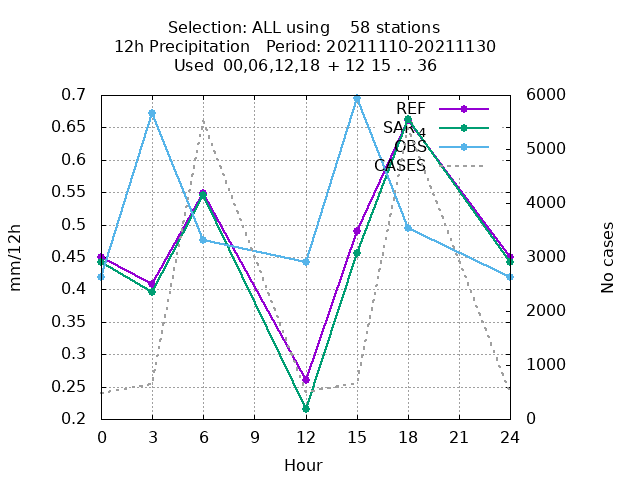 Selection: ALL using 58 stations
12h Precipitation Period: 20211110-20211130
Used 00,06,12,18 + 12 15 ... 36
0.7
0.65
0.6
0.55
0.5
0.45
0.4
0.35
0.3
0.25
0.2
mm/12h
REF
SAR4
OBS
CASES
6000
5000
4000
3000
2000
1000
0
No cases
0 3 6 9 12 15 18 21 24
Hour